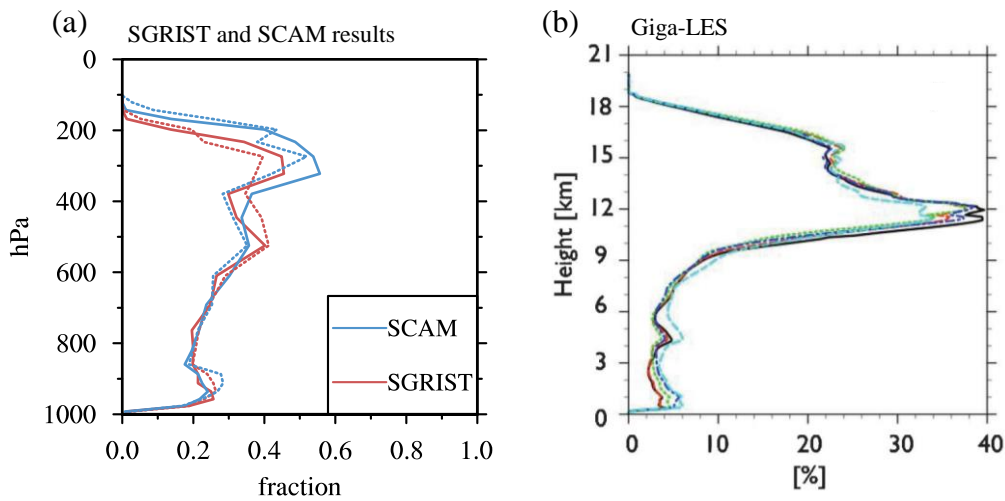 (a)
SGRIST and SCAM results
0
200
400
600
800
1000
hPa
0.0 0.2 0.4 0.6 0.8 1.0
fraction
SCAM
SGRIST
(b)
Giga-LES
21
18
15
12
9
6
3
0
Height [km]
0 10 20 30 40
[%]